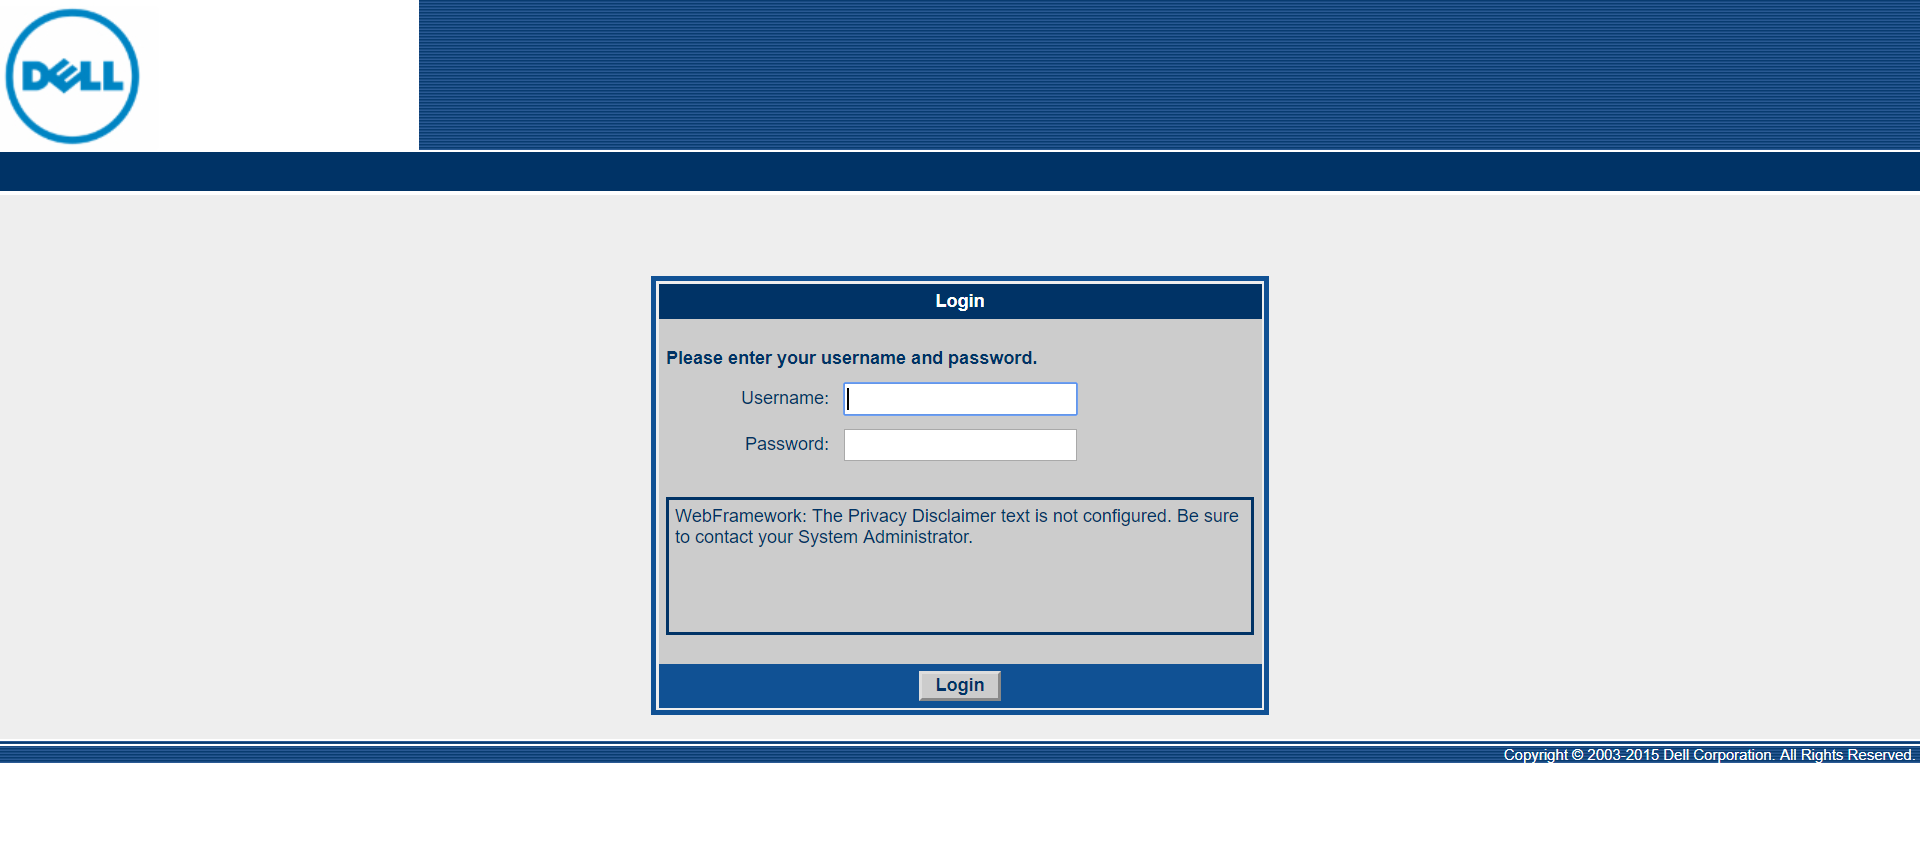 DELL
Login
Please enter your username and password.
Username:
Password:
WebFramework: The Privacy Disclaimer text is not configured. Be sure
to contact your System Administrator.
Login
Copyright © 2003-2015 Dell Corporation. All Rights Reserved.